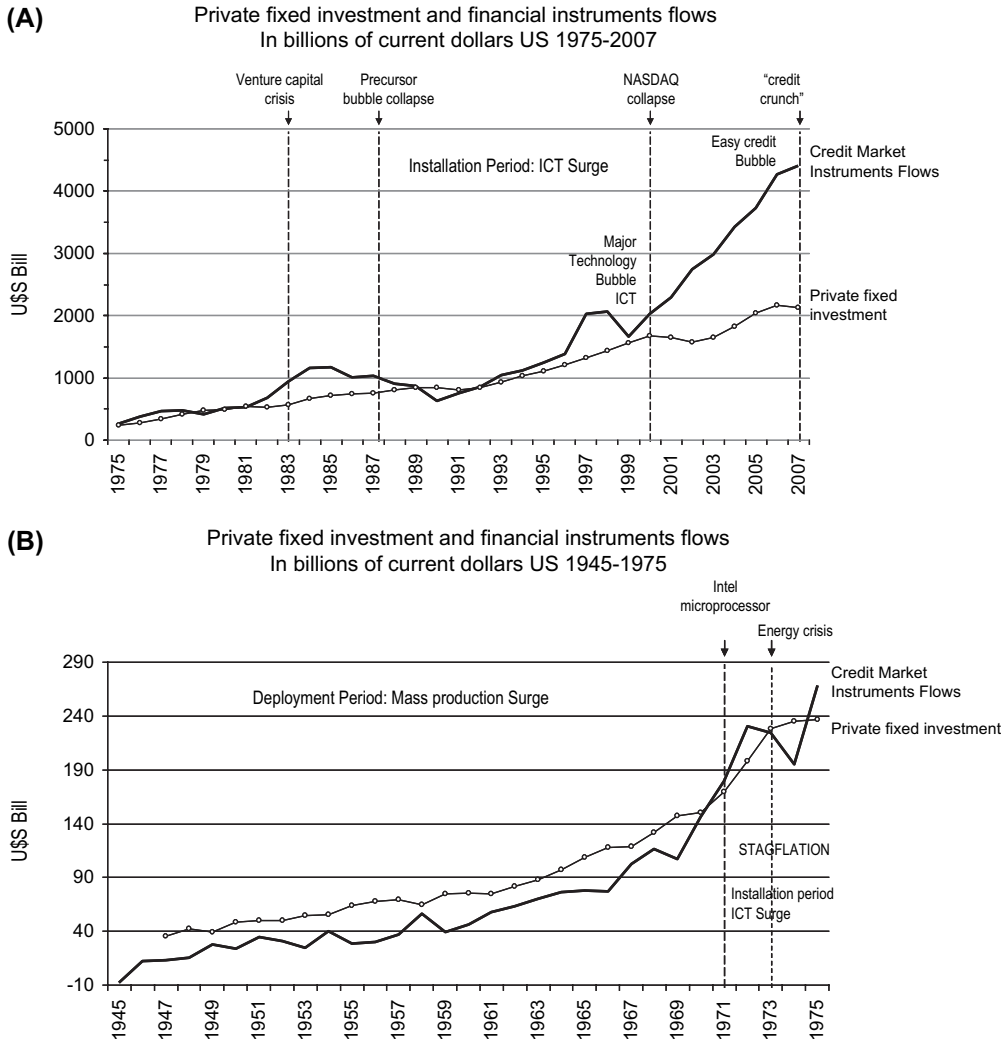 (A)
Private fixed investment and financial instruments flows
In billions of current dollars US 1975-2007
Venture capital
crisis
Precursor
bubble collapse
NASDAQ
collapse
“credit
crunch”
5000
4000
3000
2000
1000
0
U$S Bill
Installation Period: ICT Surge
Easy credit
Bubble
Credit Market
Instruments Flows
Major
Technology
Bubble
ICT
Private fixed
investment
1975
1977
1979
1981
1983
1985
1987
1989
1991
1993
1995
1997
1999
2001
2003
2005
2007
(B)
Private fixed investment and financial instruments flows
In billions of current dollars US 1945-1975
Intel
microprocessor
Energy crisis
290
240
190
140
90
40
-10
U$S Bill
Deployment Period: Mass production Surge
Credit Market
Instruments Flows
Private fixed investment
STAGFLATION
Installation period
ICT Surge
1945
1947
1949
1951
1953
1955
1957
1959
1961
1963
1965
1967
1969
1971
1973
1975